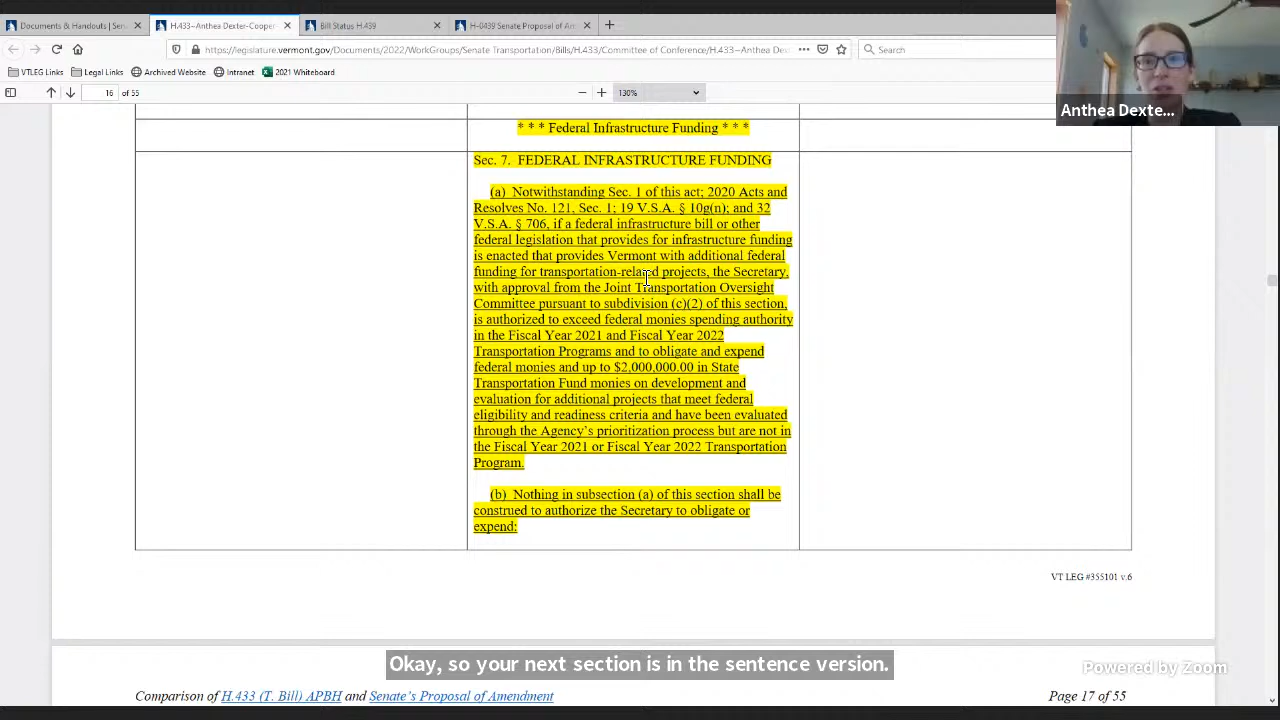 Documents & Handouts | Sen
H.433~Anthea Dexter-Cooper
Bill Status H.439
H-0439 Senate Proposal of Am
https://legislature.vermont.gov/Documents/2022/WorkGroups/Senate Transportation/Bills/H.433/Committee of Conference/H.433~Anthea De
Search
VTLEG Links
Legal Links
Archived Website
Intranet
2021 Whiteboard
16 of 55
130%
Anthea Dexte...
* * * Federal Infrastructure Funding * * *
Sec. 7. FEDERAL INFRASTRUCTURE FUNDING
(a) Notwithstanding Sec. 1 of this act; 2020 Acts and
Resolves No. 121, Sec. 1; 19 V.S.A. § 10g(n); and 32
V.S.A. § 706, if a federal infrastructure bill or other
federal legislation that provides for infrastructure funding
is enacted that provides Vermont with additional federal
funding for transportation-related projects, the Secretary,
with approval from the Joint Transportation Oversight
Committee pursuant to subdivision (c)(2) of this section,
is authorized to exceed federal monies spending authority
in the Fiscal Year 2021 and Fiscal Year 2022
Transportation Programs and to obligate and expend
federal monies and up to $2,000,000.00 in State
Transportation Fund monies on development and
evaluation for additional projects that meet federal
eligibility and readiness criteria and have been evaluated
through the Agency's prioritization process but are not in
the Fiscal Year 2021 or Fiscal Year 2022 Transportation
Program.
(b) Nothing in subsection (a) of this section shall be
construed to authorize the Secretary to obligate or
expend:
VT LEG #355101 v.6
Okay, so your next section is in the sentence version.
Powered by Zoom
Comparison of H.433 (T. Bill) APBH and Senate's Proposal of Amendment
Page 17 of 55